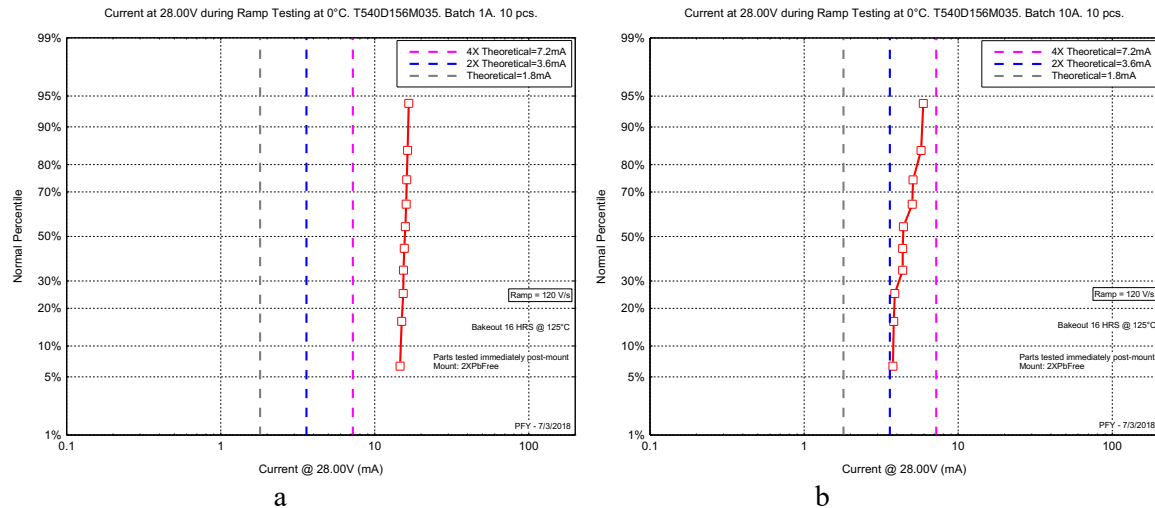 Current at 28.00V during Ramp Testing at 0°C. T540D156M035. Batch 1A. 10 pcs.
99%
95%
90%
80%
70%
50%
30%
20%
10%
5%
1%
Normal Percentile
4X Theoretical=7.2mA
2X Theoretical=3.6mA
Theoretical=1.8mA
Ramp = 120 V/s
Bakeout 16 HRS @ 125°C
Parts tested immediately post-mount
Mount: 2XPbFree
PFY - 7/3/2018
0.1 1 10 100
Current @ 28.00V (mA)
a
Current at 28.00V during Ramp Testing at 0°C. T540D156M035. Batch 10A. 10 pcs.
99%
95%
90%
80%
70%
50%
30%
20%
10%
5%
1%
Normal Percentile
4X Theoretical=7.2mA
2X Theoretical=3.6mA
Theoretical=1.8mA
Ramp = 120 V/s
Bakeout 16 HRS @ 125°C
Parts tested immediately post-mount
Mount: 2XPbFree
PFY - 7/3/2018
0.1 1 10 100
Current @ 28.00V (mA)
b